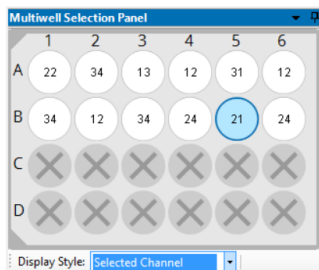 Multiwell Selection Panel
1 2 3 4 5 6
A 22 34 13 12 31 12
B 34 12 34 24 21 24
C
D
Display Style: Selected Channel